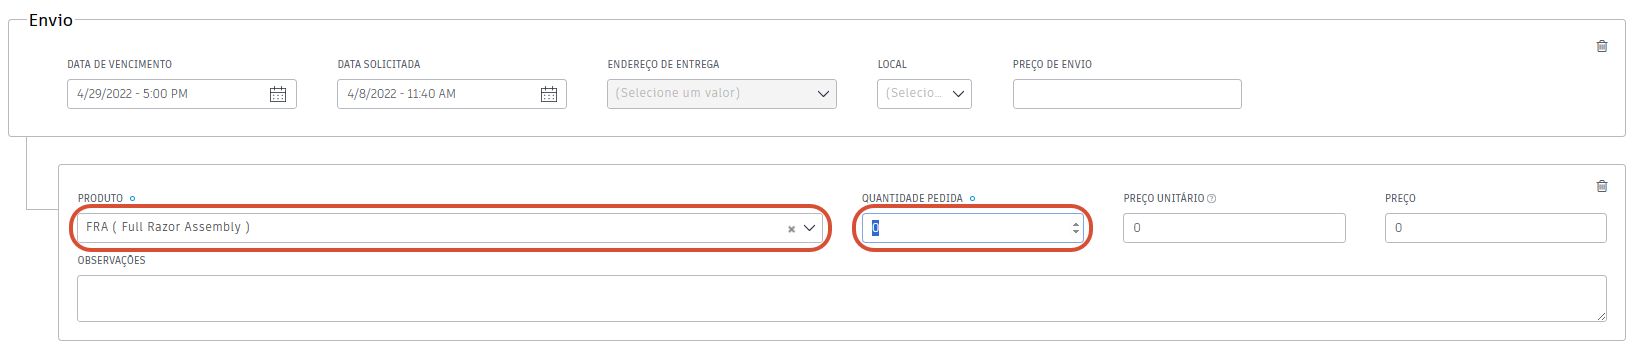 Envio
DATA DE VENCIMENTO DATA SOLICITADA ENDEREÇO DE ENTREGA LOCAL PREÇO DE ENVIO
4/29/2022 - 5:00 PM 4/8/2022 - 11:40 AM (Selecione um valor) (Selecio...
PRODUTO QUANTIDADE PEDIDA PREÇO UNITÁRIO ? PREÇO
FRA ( Full Razor Assembly ) 0 0 0
OBSERVAÇÕES